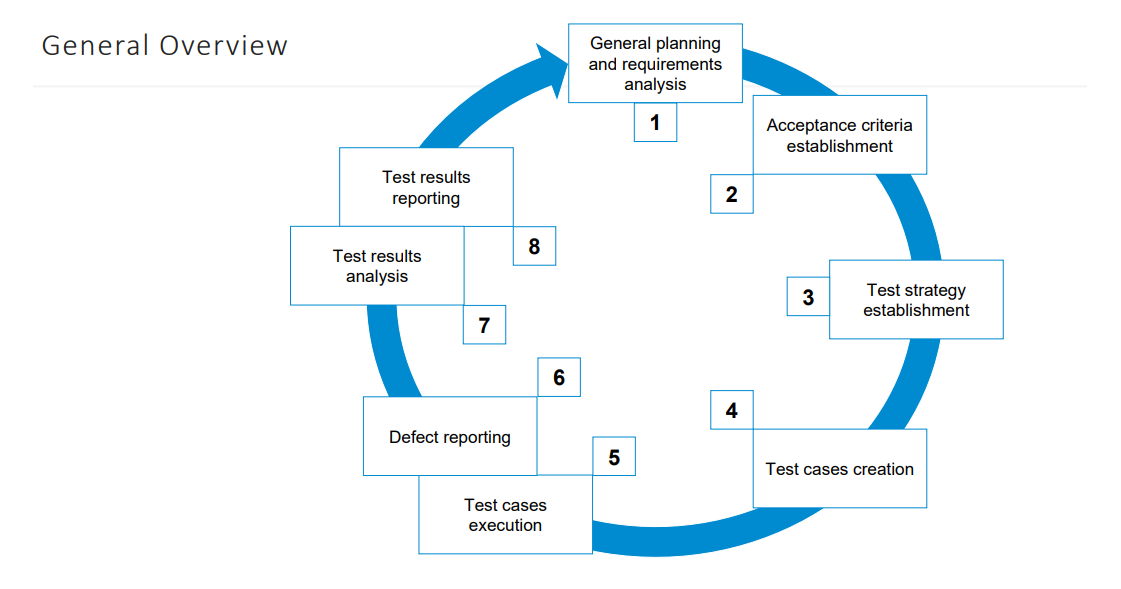 General Overview
General planning
and requirements
analysis
1
Acceptance criteria
establishment
2
Test strategy
establishment
3
Test cases creation
4
Test cases
execution
5
Defect reporting
6
Test results
analysis
7
Test results
reporting
8